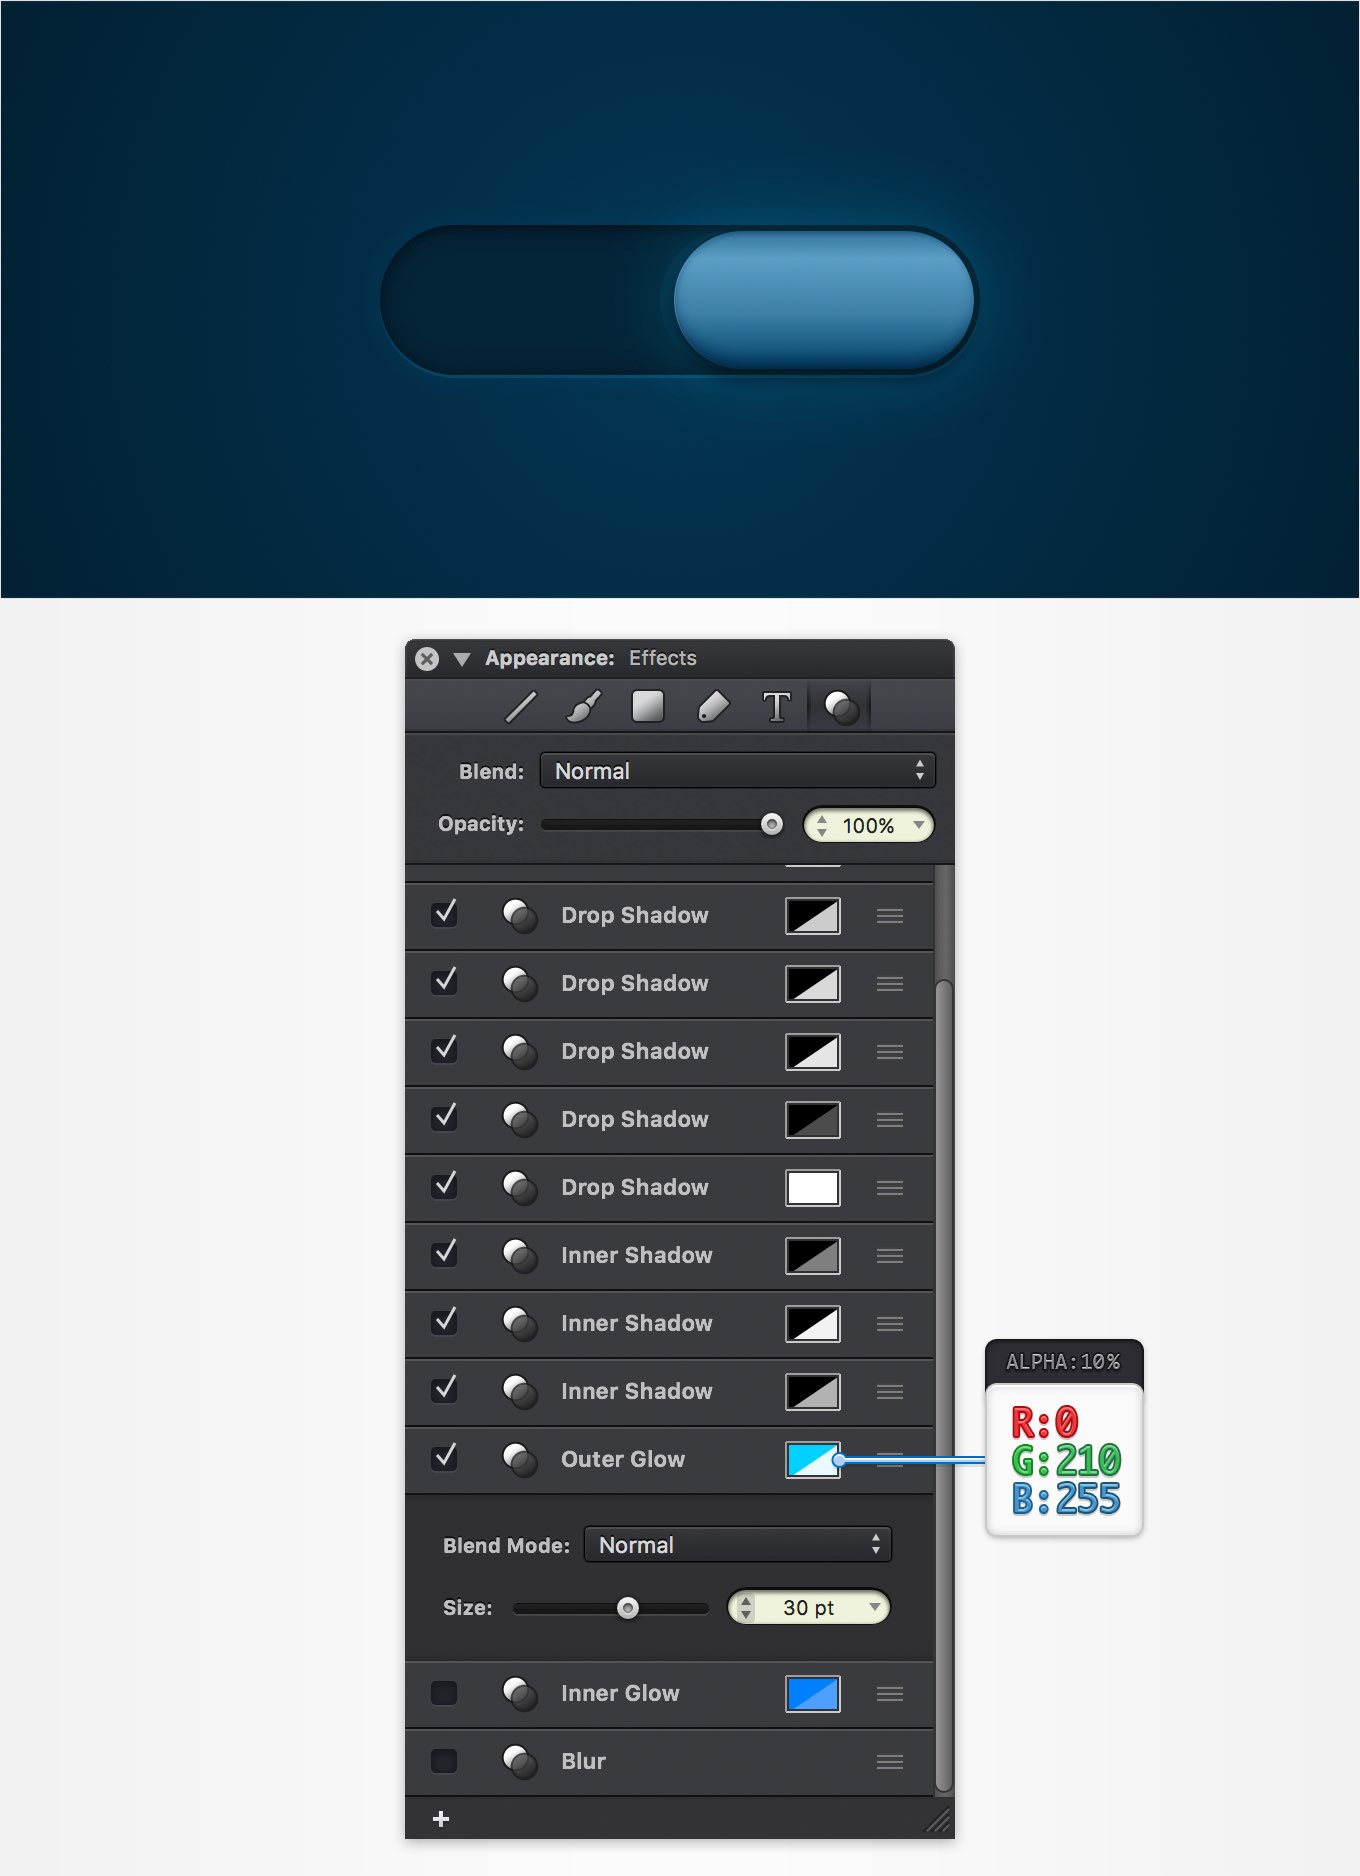 Appearance: Effects
T
Blend: Normal
Opacity: 100%
Drop Shadow
Drop Shadow
Drop Shadow
Drop Shadow
Drop Shadow
Inner Shadow
Inner Shadow
Inner Shadow
Outer Glow
ALPHA:10%
R:0
G:210
B:255
Blend Mode: Normal
Size: 30 pt
Inner Glow
Blur
+